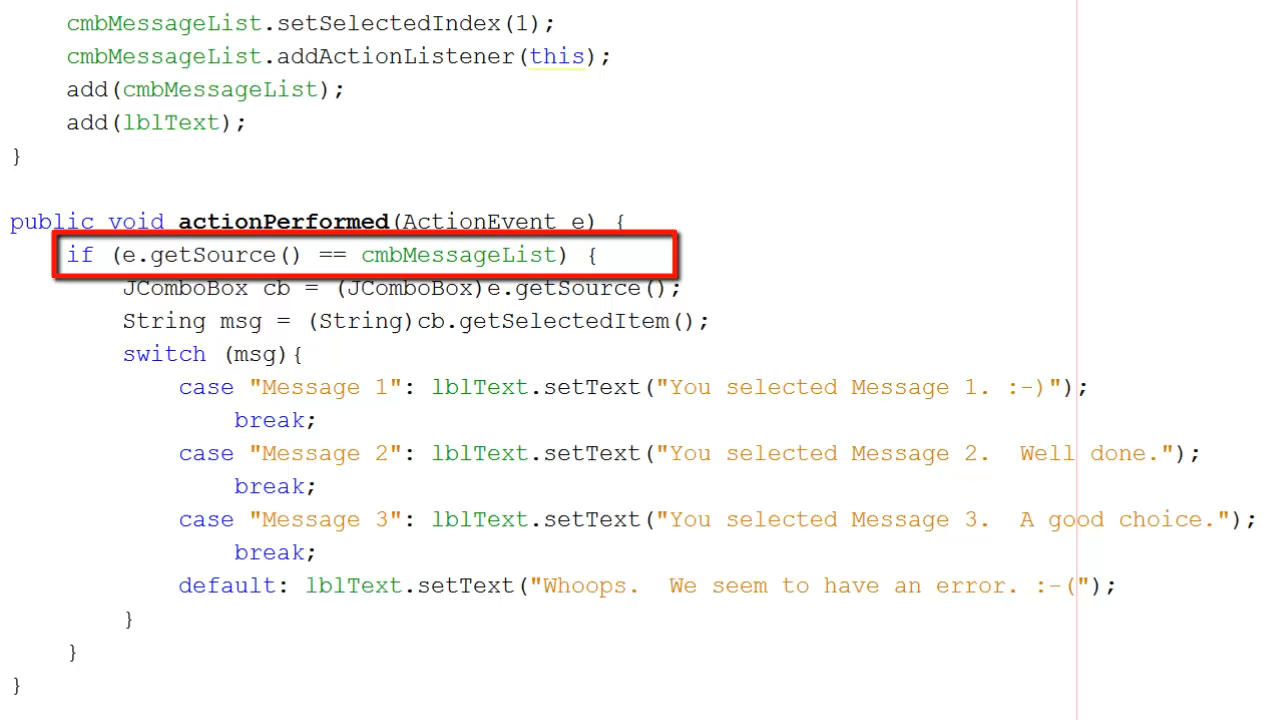 cmbMessageList.setSelectedIndex(1);
cmbMessageList.addActionListener(this);
add(cmbMessageList);
add(lblText);
}
public void actionPerformed(ActionEvent e) {
if (e.getSource() == cmbMessageList) {
JComboBox cb = (JComboBox)e.getSource();
String msg = (String)cb.getSelectedItem();
switch (msg){
case "Message 1": lblText.setText("You selected Message 1. :-)");
break;
case "Message 2": lblText.setText("You selected Message 2.  Well done.");
break;
case "Message 3": lblText.setText("You selected Message 3.  A good choice.");
break;
default: lblText.setText("Whoops.  We seem to have an error. :-(");
}
}
}